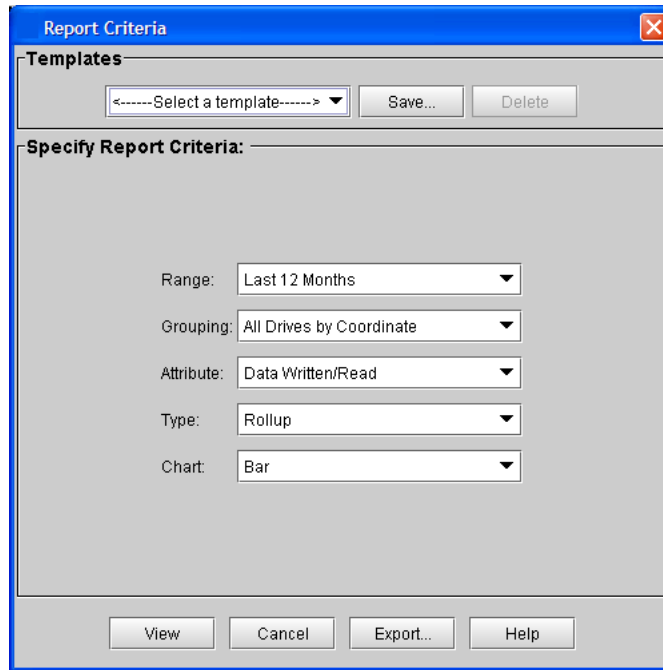 Report Criteria
Templates
<------Select a template------>
Save...
Delete
Specify Report Criteria:
Range: Last 12 Months
Grouping: All Drives by Coordinate
Attribute: Data Written/Read
Type: Rollup
Chart: Bar
View Cancel Export... Help